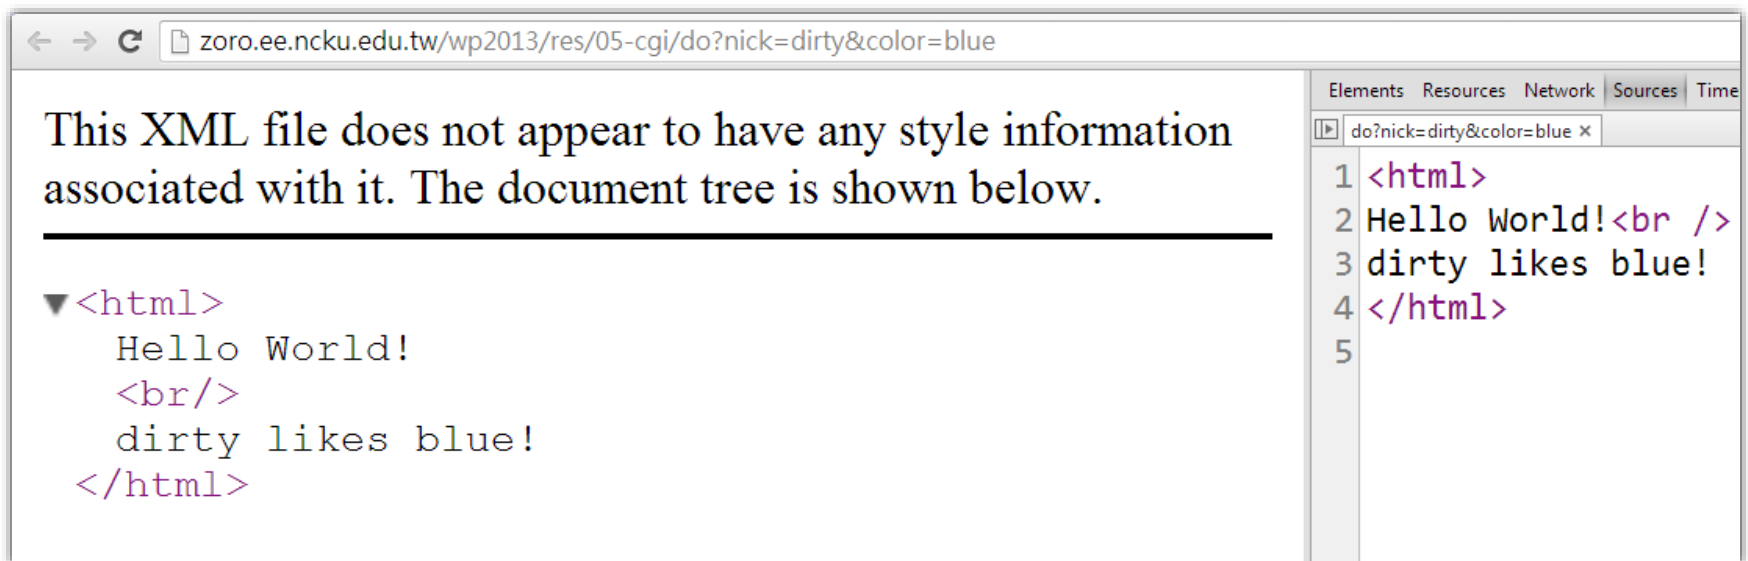 zoro.ee.ncku.edu.tw/wp2013/res/05-cgi/do?nick=dirty&color=blue
This XML file does not appear to have any style information
associated with it. The document tree is shown below.
▼<html>
Hello World!
<br/>
dirty likes blue!
</html>
Elements Resources Network Sources Time
do?nick=dirty&color=blue ×
1 <html>
2 Hello World!<br />
3 dirty likes blue!
4 </html>
5